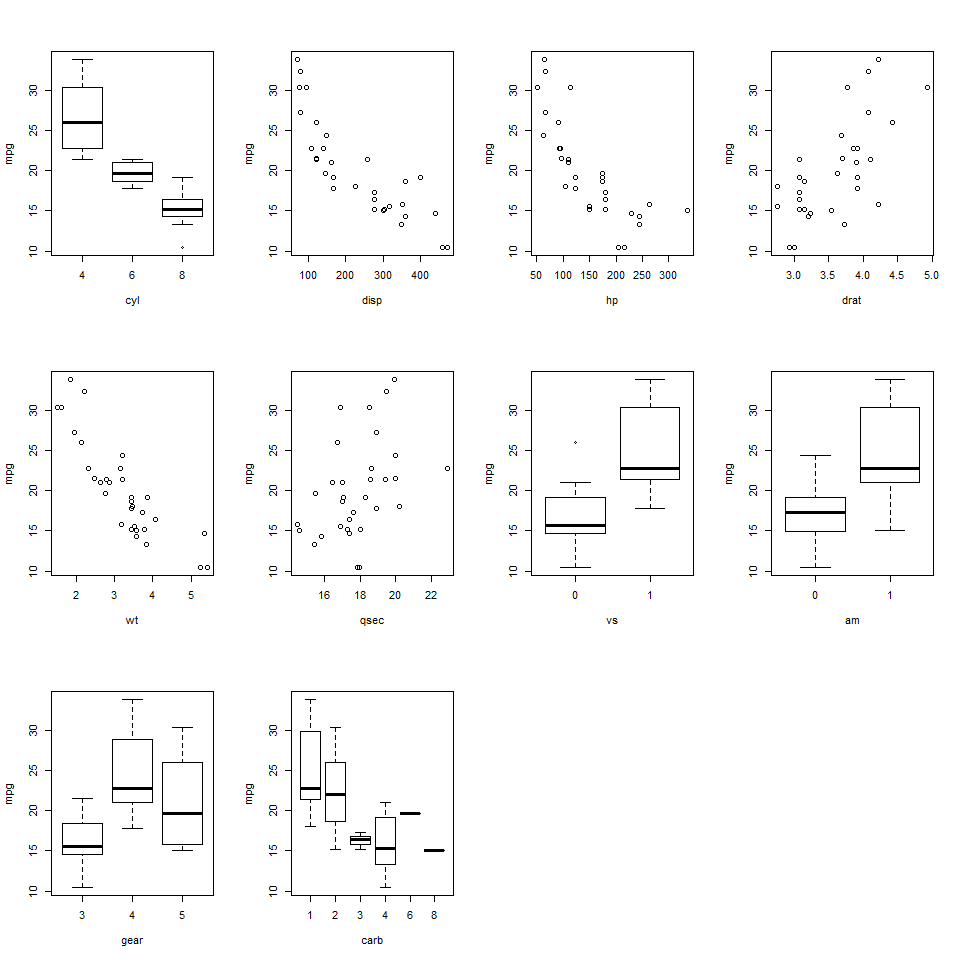 mpg
10 15 20 25 30
4 6 8
cyl
mpg
10 15 20 25 30
100 200 300 400
disp
mpg
10 15 20 25 30
50 100 150 200 250 300
hp
mpg
10 15 20 25 30
3.0 3.5 4.0 4.5 5.0
drat
mpg
10 15 20 25 30
2 3 4 5
wt
mpg
10 15 20 25 30
16 18 20 22
qsec
mpg
10 15 20 25 30
0 1
vs
mpg
10 15 20 25 30
0 1
am
mpg
10 15 20 25 30
3 4 5
gear
mpg
10 15 20 25 30
1 2 3 4 6 8
carb